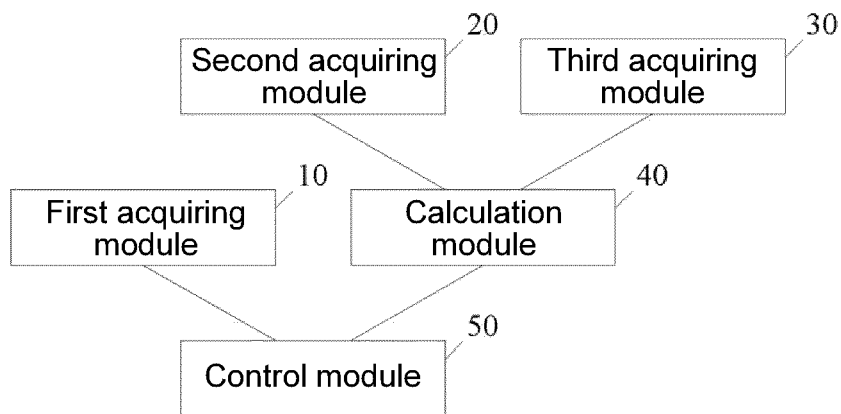 20
30
Second acquiring
module
Third acquiring
module
10
40
First acquiring
module
Calculation
module
50
Control module